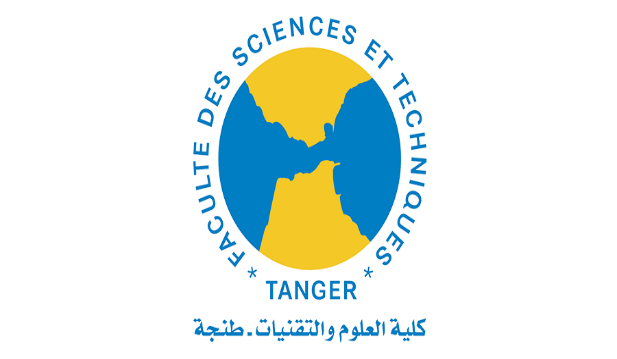 * FACULTE DES SCIENCES ET TECHNIQUES *
TANGER
كلية العلوم والتقنيات - طنجة